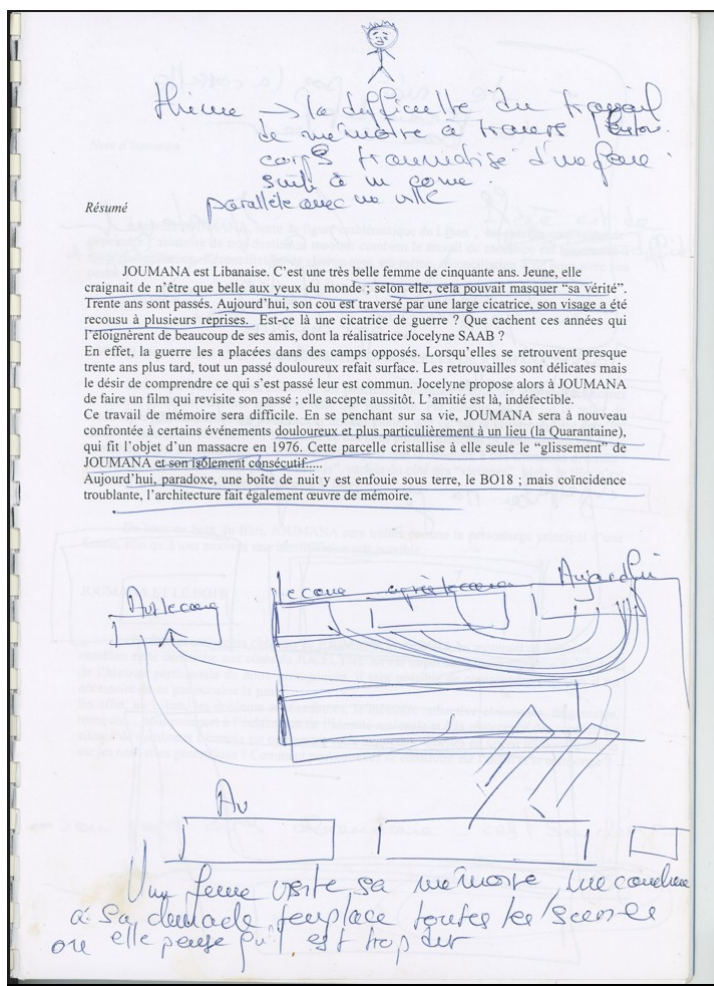 thème → la difficulté du travail
de mémoire à travers l'
corps traumatisé d'une femme
suite à un coma
parallèle avec une ville
Résumé
JOUMANA est Libanaise. C'est une très belle femme de cinquante ans. Jeune, elle
craignait de n'être que belle aux yeux du monde ; selon elle, cela pouvait masquer “sa vérité”.
Trente ans sont passés. Aujourd'hui, son cou est traversé par une large cicatrice, son visage a été
recousu à plusieurs reprises. Est-ce là une cicatrice de guerre ? Que cachent ces années qui
l'éloignèrent de beaucoup de ses amis, dont la réalisatrice Jocelyne SAAB ?
En effet, la guerre les a placées dans des camps opposés. Lorsqu'elles se retrouvent presque
trente ans plus tard, tout un passé douloureux refait surface. Les retrouvailles sont délicates mais
le désir de comprendre ce qui s'est passé leur est commun. Jocelyne propose alors à JOUMANA
de faire un film qui revisite son passé ; elle accepte aussitôt. L'amitié est là, indéfectible.
Ce travail de mémoire sera difficile. En se penchant sur sa vie, JOUMANA sera à nouveau
confrontée à certains événements douloureux et plus particulièrement à un lieu (la Quarantaine),
qui fit l'objet d'un massacre en 1976. Cette parcelle cristallise à elle seule le “glissement” de
JOUMANA et son isolement consécutif.....
Aujourd'hui, paradoxe, une boîte de nuit y est enfouie sous terre, le BO18 ; mais coïncidence
troublante, l'architecture fait également œuvre de mémoire.
Av le coma le coma après le coma Aujourd'hui
Av
Une femme visite sa mémoire, une
à sa demande remplace toutes les scènes
où elle pense qu'il est trop dur